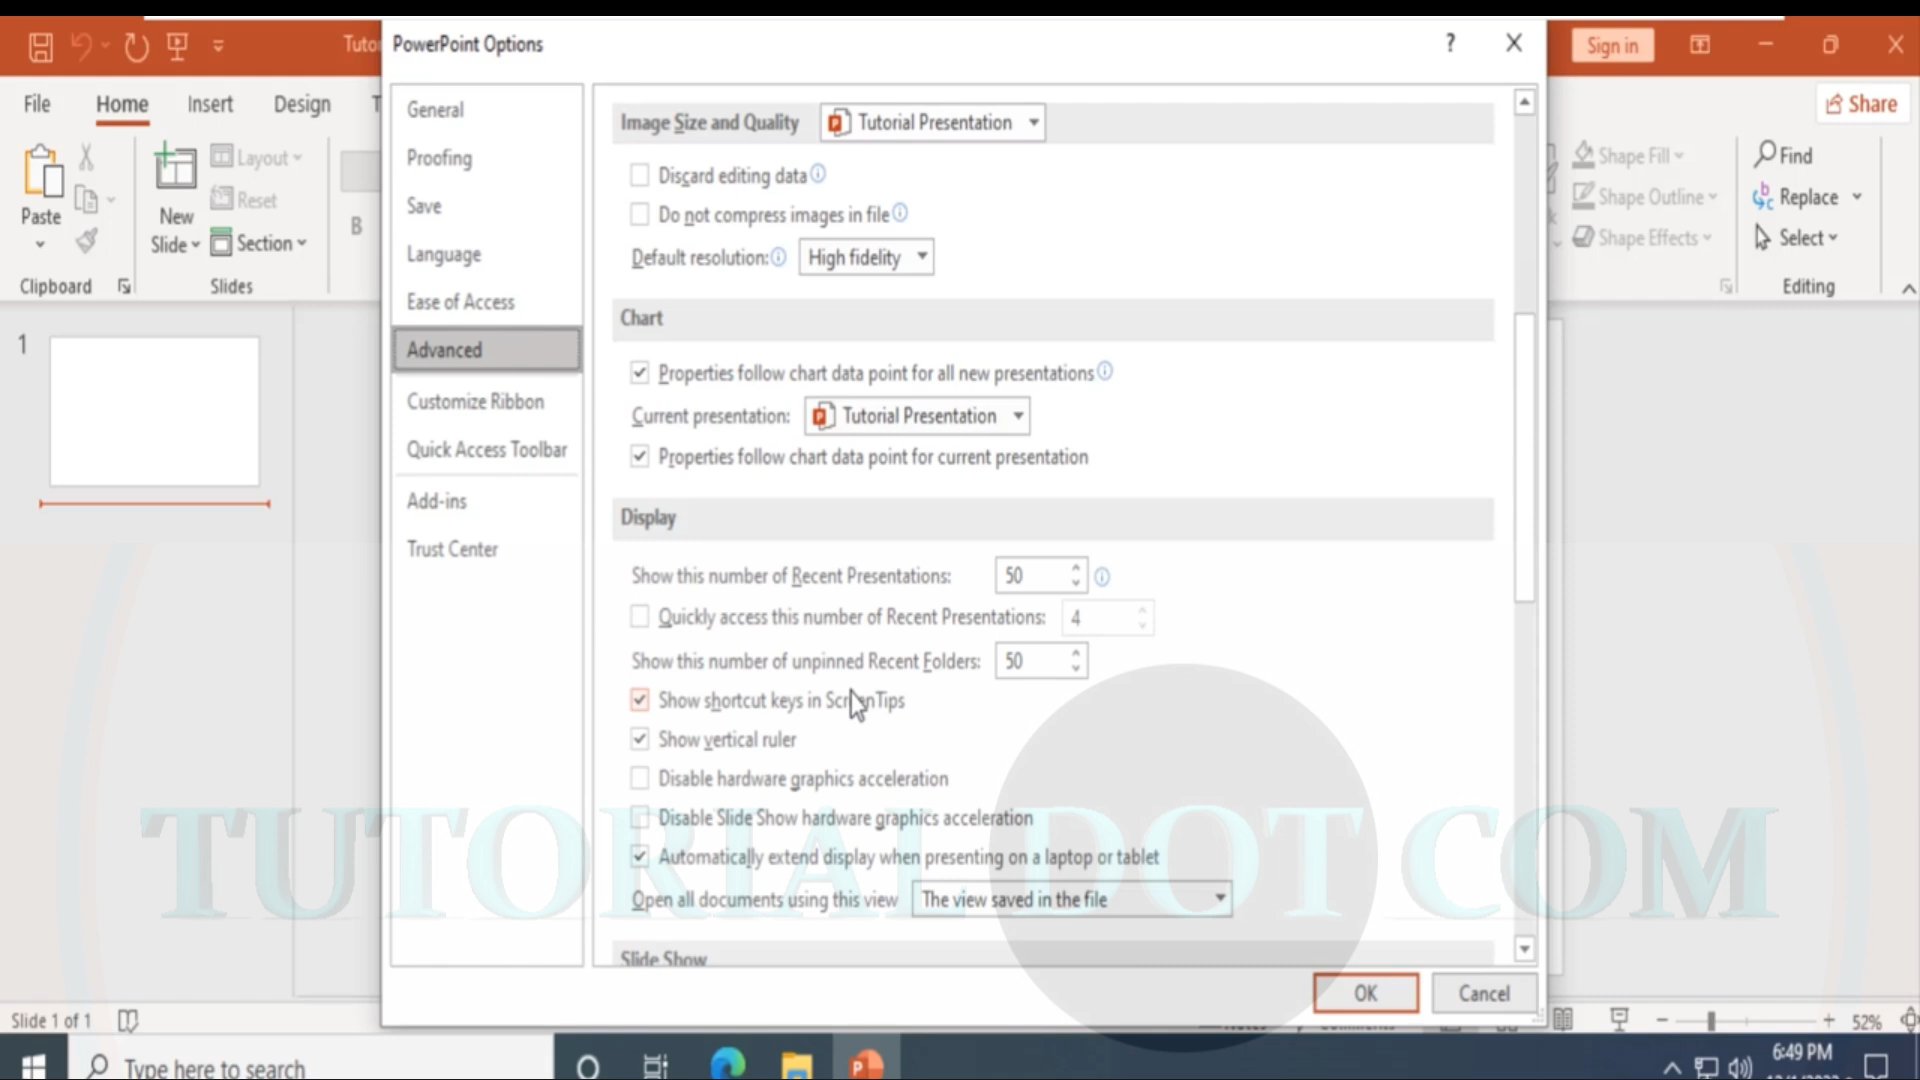 Tutor
PowerPoint Options
?
Sign in
File
Home
Insert
Design
T
Share
Paste
Clipboard
New
Slide
Layout
Reset
Section
Slides
B
Shape Fill
Shape Outline
Shape Effects
Find
Replace
Select
Editing
1
General
Proofing
Save
Language
Ease of Access
Advanced
Customize Ribbon
Quick Access Toolbar
Add-ins
Trust Center
Image Size and Quality
Tutorial Presentation
Discard editing data
Do not compress images in file
Default resolution:
High fidelity
Chart
Properties follow chart data point for all new presentations
Current presentation:
Tutorial Presentation
Properties follow chart data point for current presentation
Display
Show this number of Recent Presentations:
50
Quickly access this number of Recent Presentations:
4
Show this number of unpinned Recent Folders:
50
Show shortcut keys in ScreenTips
Show vertical ruler
Disable hardware graphics acceleration
Disable Slide Show hardware graphics acceleration
Automatically extend display when presenting on a laptop or tablet
Open all documents using this view
The view saved in the file
Slide Show
OK
Cancel
TUTORIAL DOT COM
Slide 1 of 1
52%
Type here to search
6:49 PM